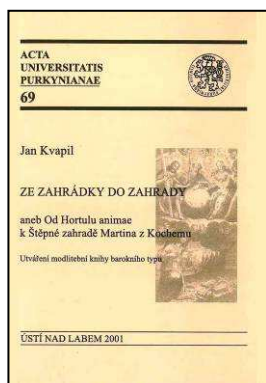 ACTA
UNIVERSITATIS
PURKYNIANAE
69
Jan Kvapil
ZE ZAHRÁDKY DO ZAHRADY
aneb Od Hortulu animae
k Štěpné zahradě Martina z Kochemu
Utváření modlitební knihy barokního typu
ÚSTÍ NAD LABEM 2001